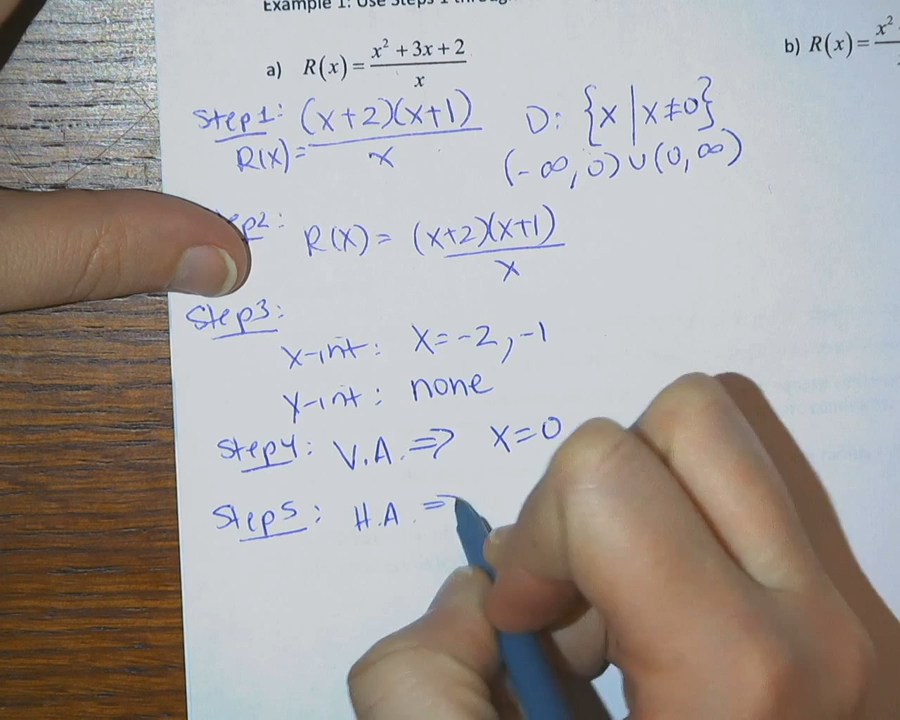 Example 1: Use Steps 1
a) R(x) = (x² + 3x + 2)/x
b) R(x) = x²
Step1: R(x) = (x+2)(x+1)/x D: {x | x≠0}
(-∞, 0) ∪ (0, ∞)
ep2: R(x) = (x+2)(x+1)/x
Step3:
x-int: x=-2, -1
y-int: none
Step4: V.A. ⇒ x=0
Step5: H.A. ⇒